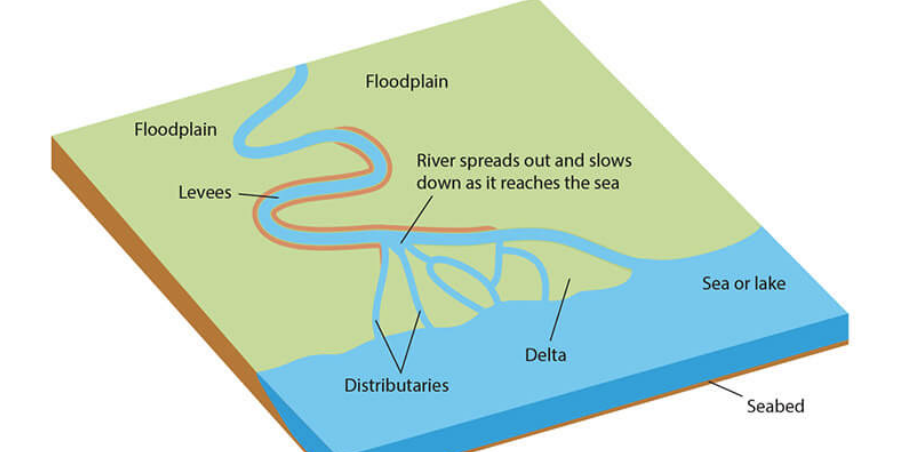 Floodplain
Floodplain
River spreads out and slows
down as it reaches the sea
Levees
Sea or lake
Delta
Distributaries
Seabed